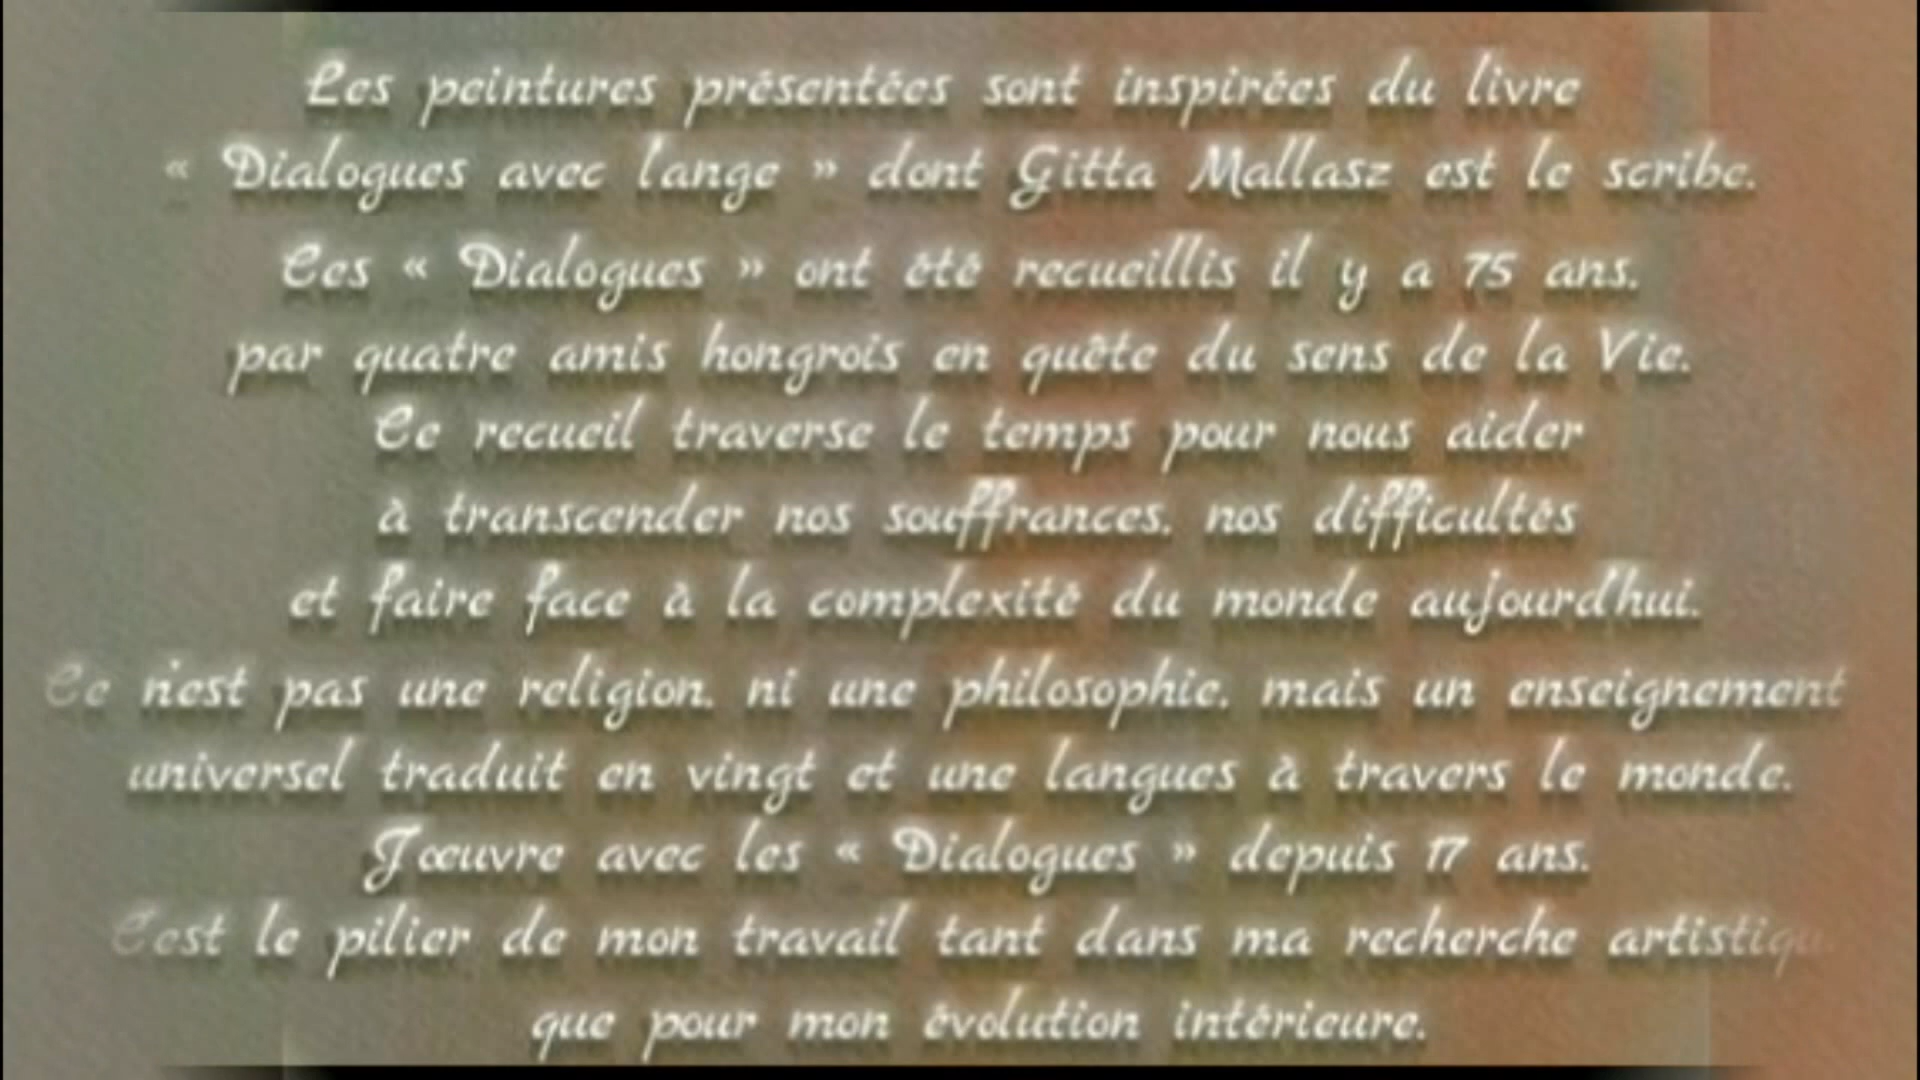 Les peintures présentées sont inspirées du livre
« Dialogues avec l'ange » dont Gitta Mallasz est le scribe.
Ces « Dialogues » ont été recueillis il y a 75 ans,
par quatre amis hongrois en quête du sens de la Vie.
Ce recueil traverse le temps pour nous aider
à transcender nos souffrances, nos difficultés
et faire face à la complexité du monde aujourd'hui.
Ce n'est pas une religion, ni une philosophie, mais un enseignement
universel traduit en vingt et une langues à travers le monde.
J'œuvre avec les « Dialogues » depuis 17 ans.
C'est le pilier de mon travail tant dans ma recherche artistiqu
que pour mon évolution intérieure.